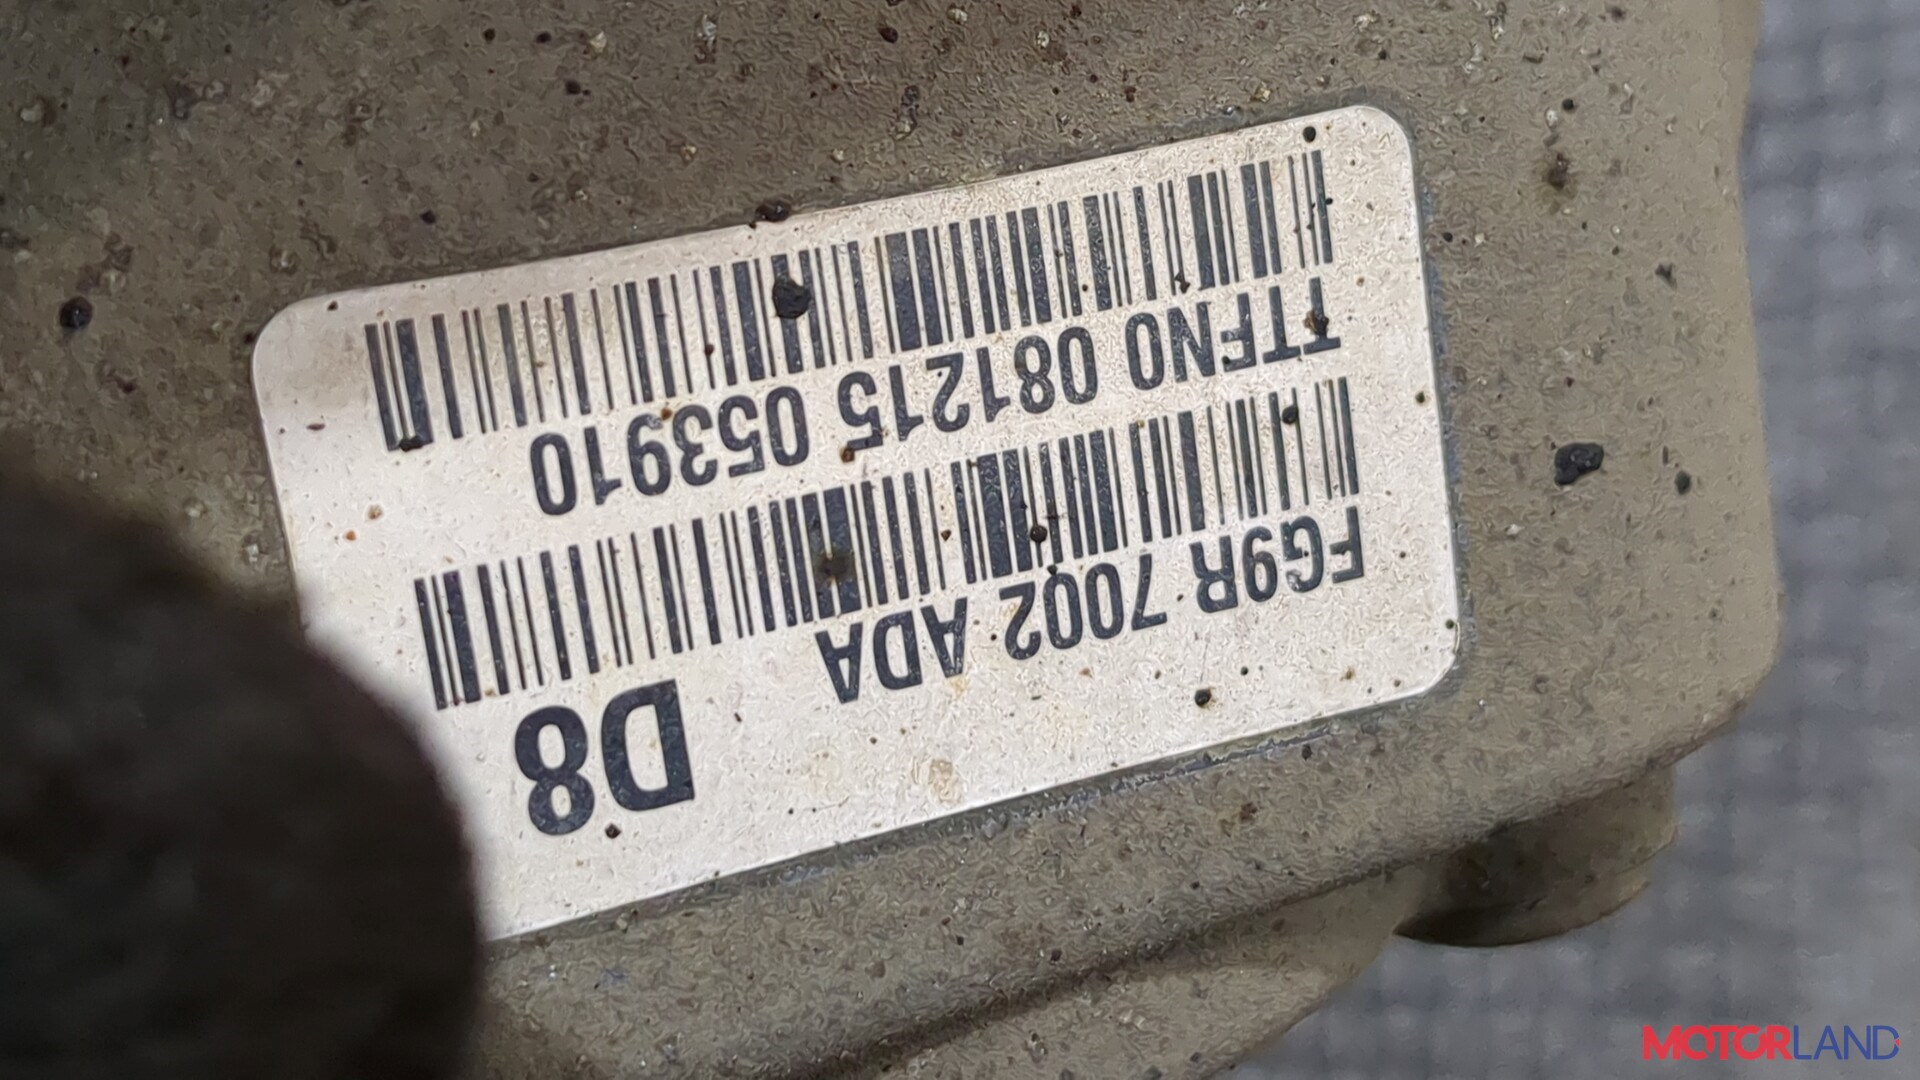 D8
FG9R 7002 ADA
TTFN0 081215 053910
MOTORLAND